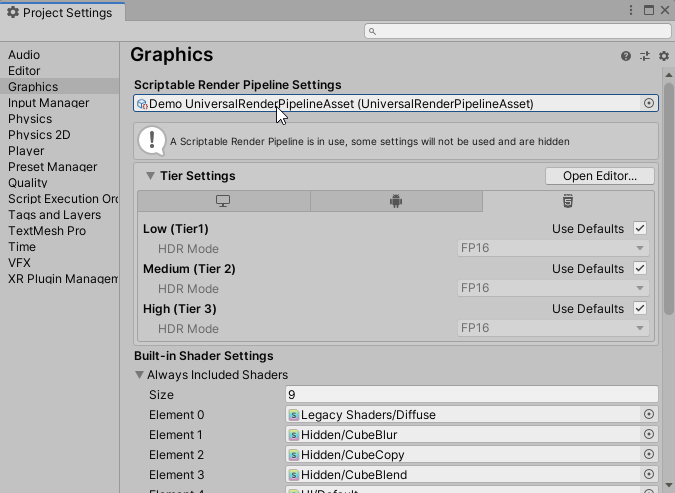 Project Settings
Audio
Editor
Graphics
Input Manager
Physics
Physics 2D
Player
Preset Manager
Quality
Script Execution Ord
Tags and Layers
TextMesh Pro
Time
VFX
XR Plugin Managem
Graphics
Scriptable Render Pipeline Settings
Demo UniversalRenderPipelineAsset (UniversalRenderPipelineAsset)
A Scriptable Render Pipeline is in use, some settings will not be used and are hidden
Tier Settings
Open Editor...
Low (Tier1) Use Defaults
HDR Mode FP16
Medium (Tier 2) Use Defaults
HDR Mode FP16
High (Tier 3) Use Defaults
HDR Mode FP16
Built-in Shader Settings
Always Included Shaders
Size 9
Element 0 Legacy Shaders/Diffuse
Element 1 Hidden/CubeBlur
Element 2 Hidden/CubeCopy
Element 3 Hidden/CubeBlend
Element 4 UI/Default